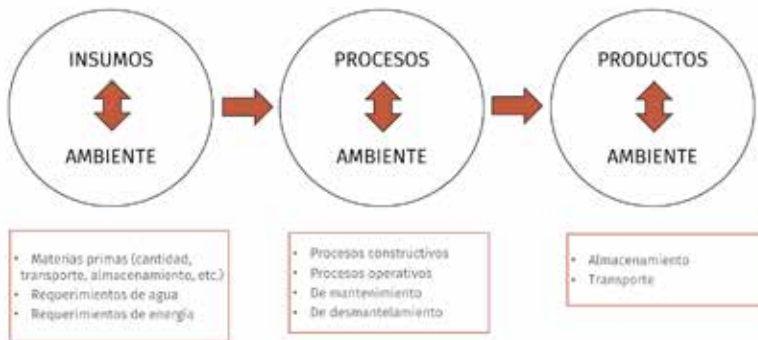 INSUMOS
AMBIENTE
PROCESOS
AMBIENTE
PRODUCTOS
AMBIENTE
• Materias primas (cantidad,
transporte, almacenamiento, etc.)
• Requerimientos de agua
• Requerimientos de energía
• Procesos constructivos
• Procesos operativos
• De mantenimiento
• De desmantelamiento
• Almacenamiento
• Transporte